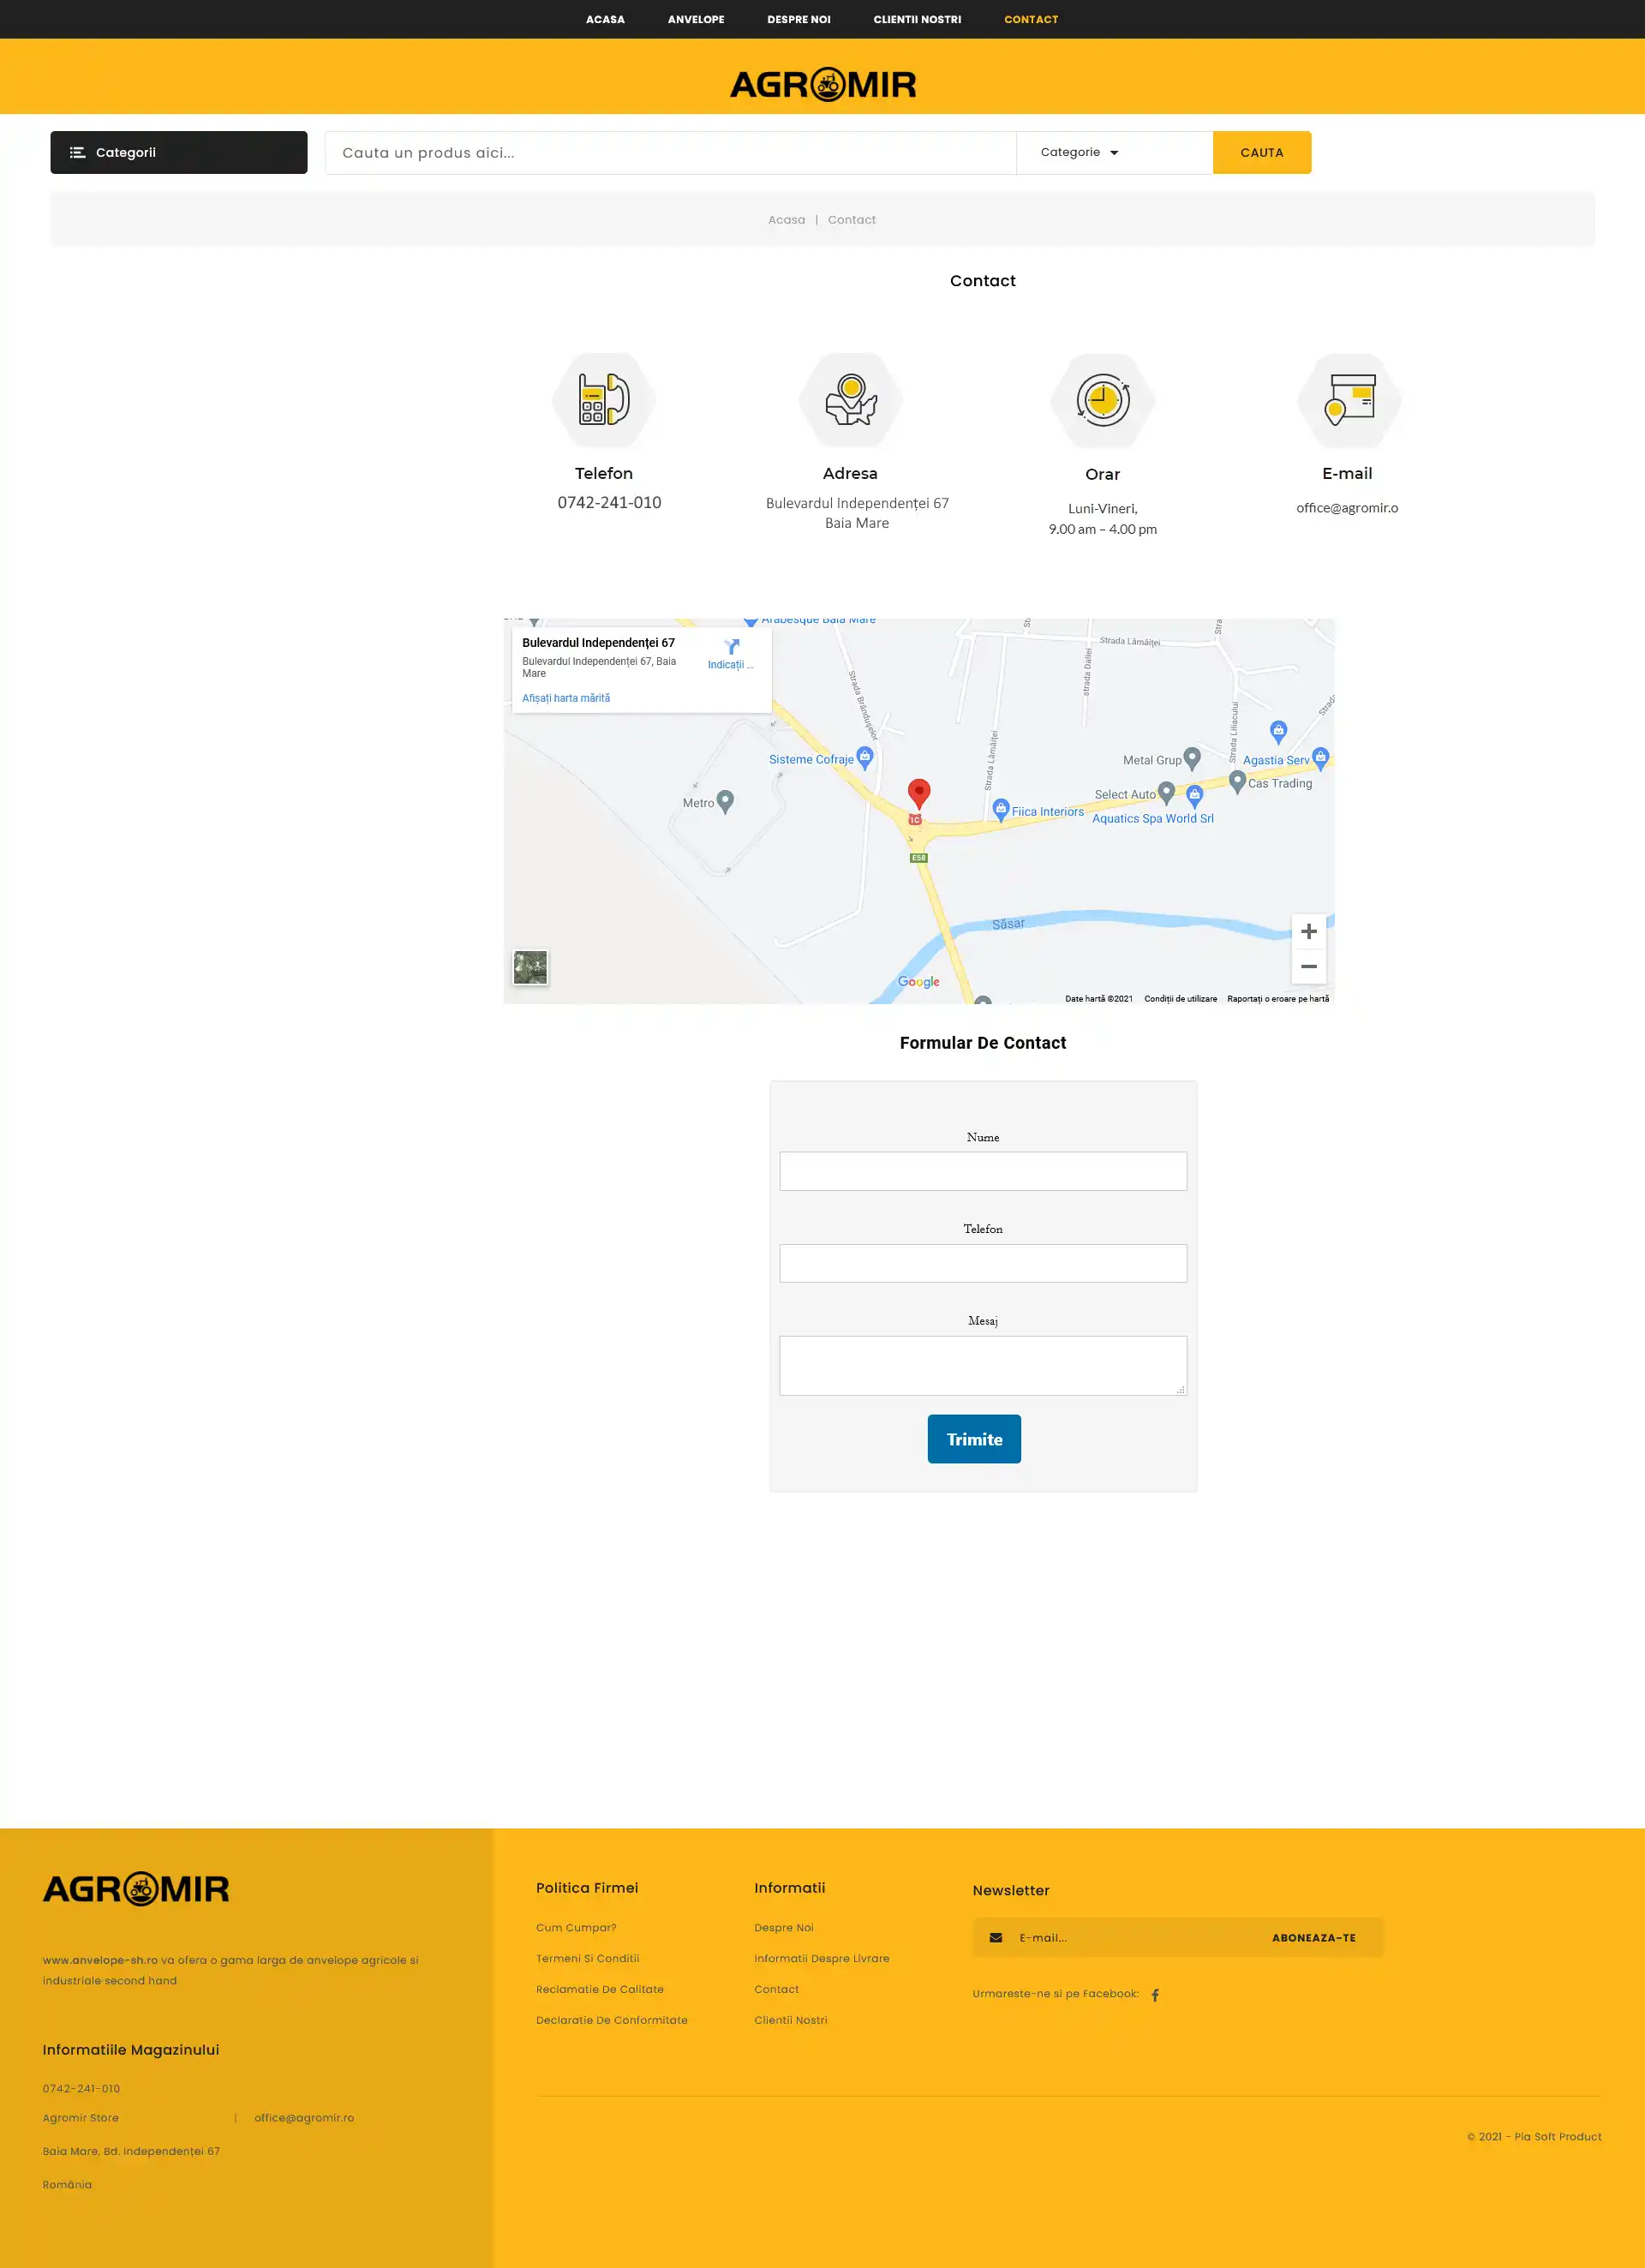 ACASA ANVELOPE DESPRE NOI CLIENTII NOSTRI CONTACT
AGROMIR
Categorii
Cauta un produs aici...
Categorie
CAUTA
Acasa | Contact
Contact
Telefon
0742-241-010
Adresa
Bulevardul Independenței 67
Baia Mare
Orar
Luni-Vineri,
9.00 am – 4.00 pm
E-mail
office@agromir.o
Arabesque Baia Mare
Bulevardul Independenței 67
Bulevardul Independenței 67, Baia
Mare
Indicații ...
Afișați harta mărită
Strada Lămâiței
Strada Brândușelor
strada Daliei
Strada Liliacului
Strada Lămâiței
Sisteme Cofraje
Metro
Metal Grup
Agastia Serv
Select Auto
Cas Trading
Fiica Interiors
Aquatics Spa World Srl
1C
E58
Săsar
Google
Date hartă ©2021 Condiții de utilizare Raportați o eroare pe hartă
Formular De Contact
Nume
Telefon
Mesaj
Trimite
AGROMIR
www.anvelope-sh.ro va ofera o gama larga de anvelope agricole si
industriale second hand
Informatiile Magazinului
0742-241-010
Agromir Store | office@agromir.ro
Baia Mare, Bd. Independenței 67
România
Politica Firmei
Cum Cumpar?
Termeni Si Conditii
Reclamatie De Calitate
Declaratie De Conformitate
Informatii
Despre Noi
Informatii Despre Livrare
Contact
Clientii Nostri
Newsletter
E-mail...
ABONEAZA-TE
Urmareste-ne si pe Facebook:
© 2021 - Pia Soft Product